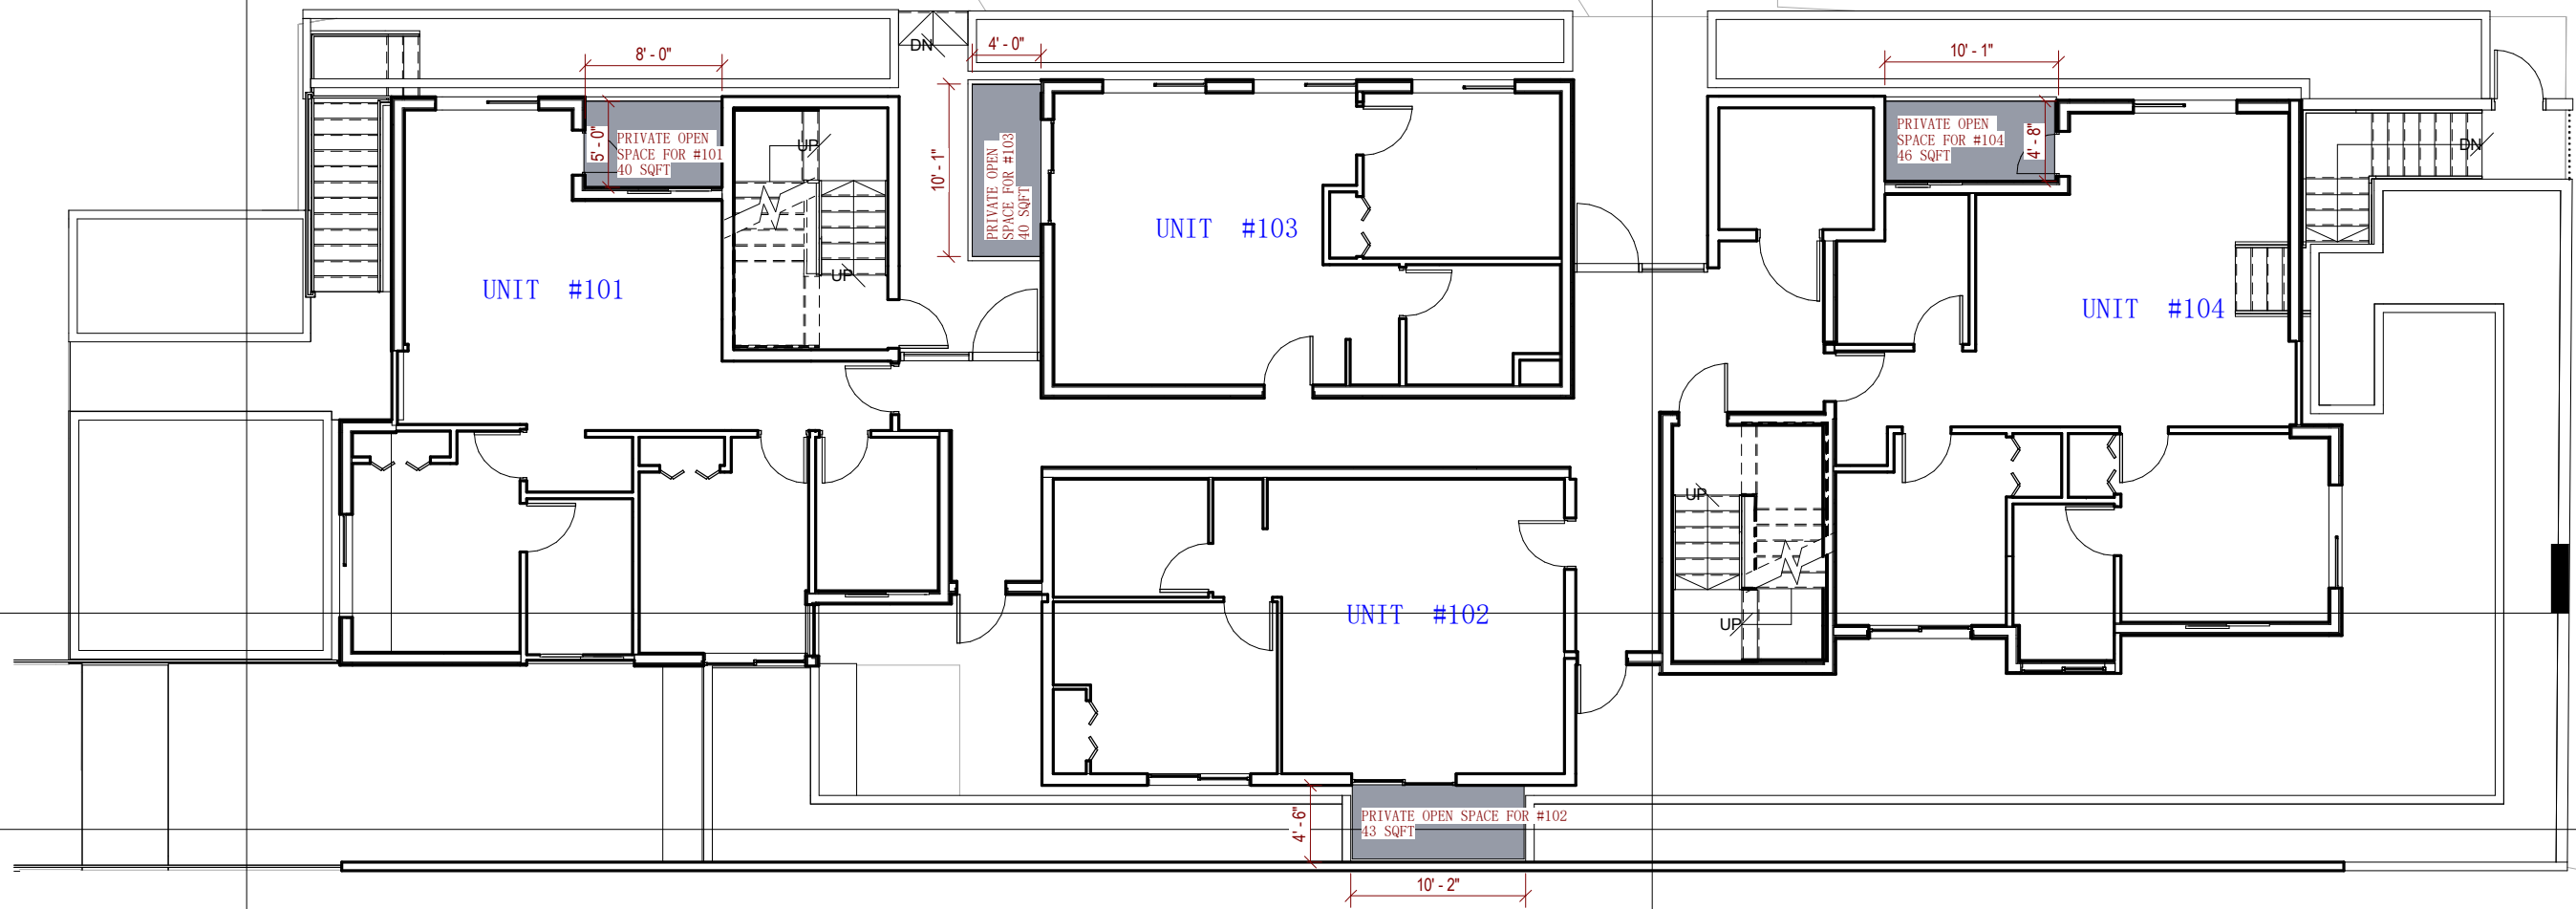 DN
8' - 0"
4' - 0"
10' - 1"
5' - 0"
PRIVATE OPEN
SPACE FOR #101
40 SQFT
UP
UP
10' - 1"
PRIVATE OPEN
SPACE FOR #103
40 SQFT
UNIT #103
PRIVATE OPEN
SPACE FOR #104
46 SQFT
4' - 8"
DN
UNIT #101
UNIT #104
UP
UP
UNIT #102
4' - 6"
PRIVATE OPEN SPACE FOR #102
43 SQFT
10' - 2"